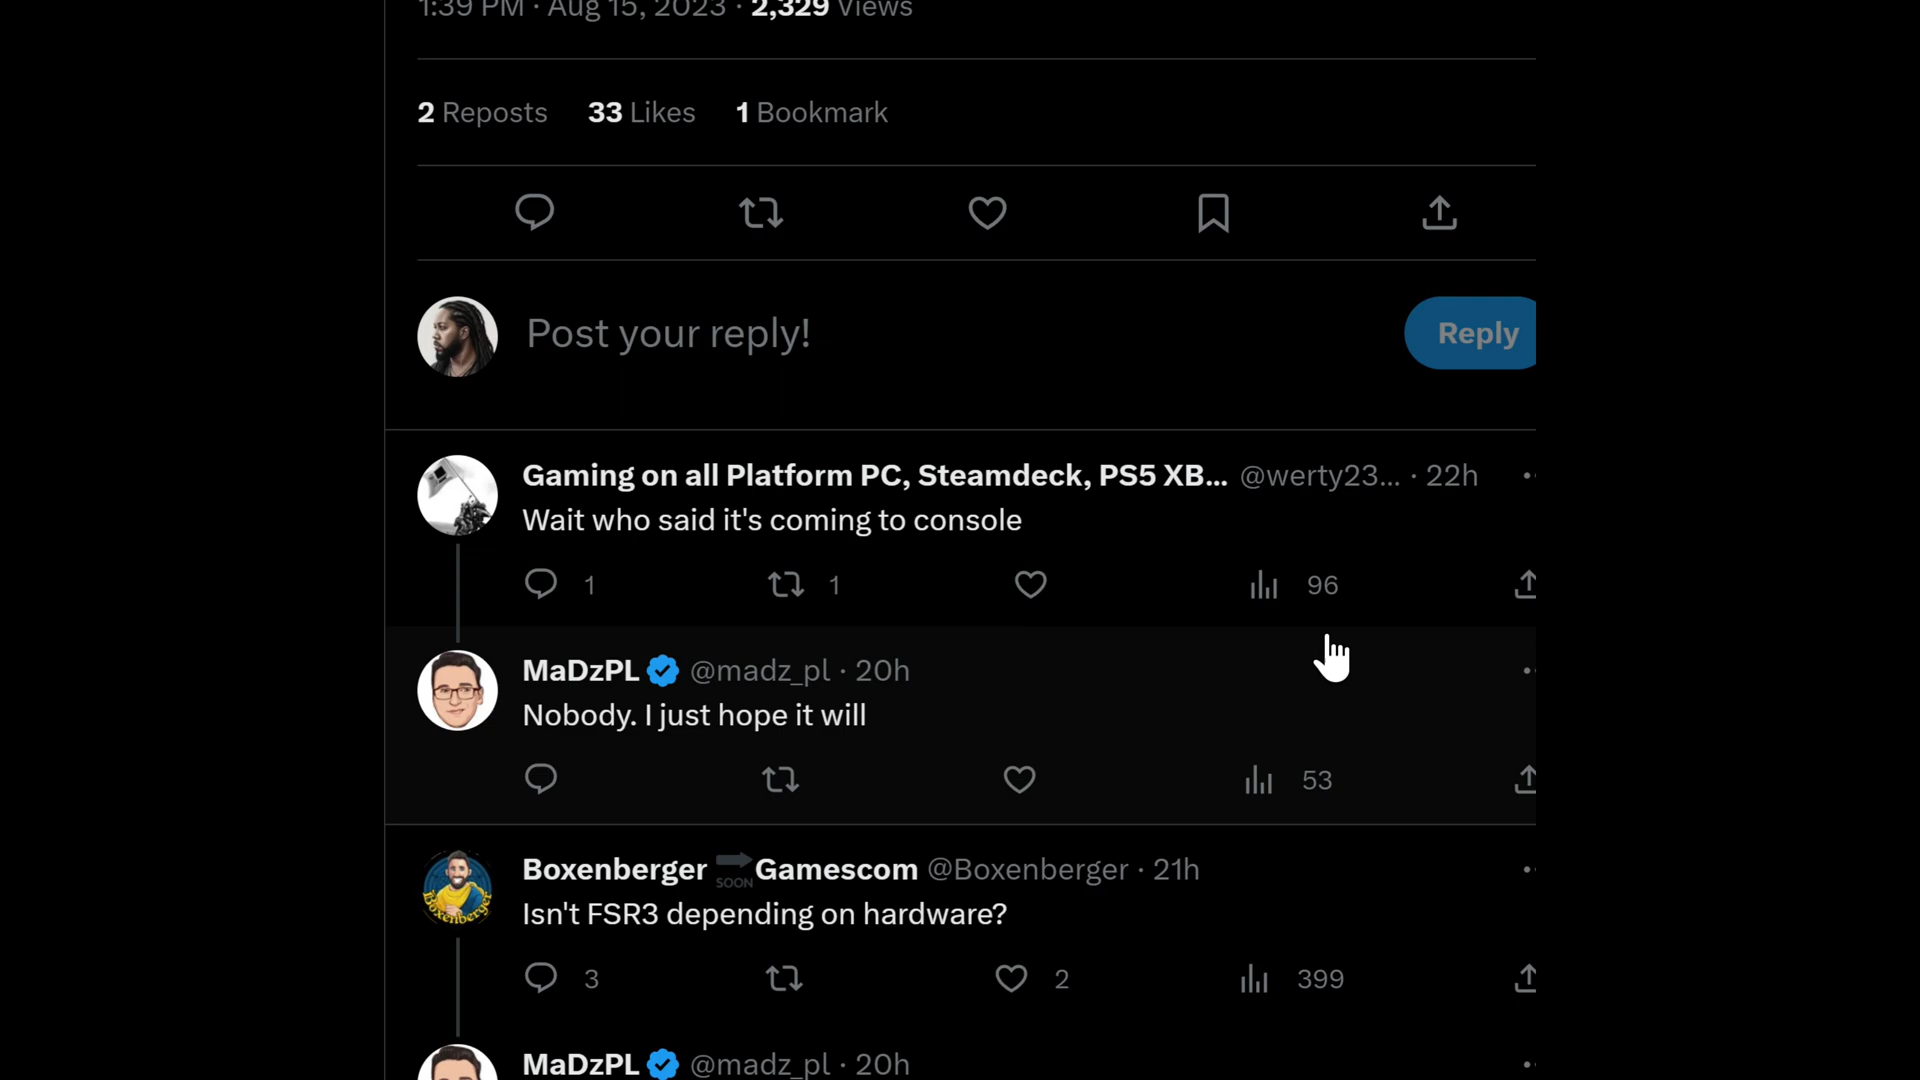 1:39 PM · Aug 15, 2023 · 2,329 Views
2 Reposts 33 Likes 1 Bookmark
Post your reply!
Reply
Gaming on all Platform PC, Steamdeck, PS5 XB... @werty23... · 22h
Wait who said it's coming to console
1 1 96
MaDzPL @madz_pl · 20h
Nobody. I just hope it will
53
Boxenberger SOON Gamescom @Boxenberger · 21h
Isn't FSR3 depending on hardware?
3 2 399
MaDzPL @madz_pl · 20h